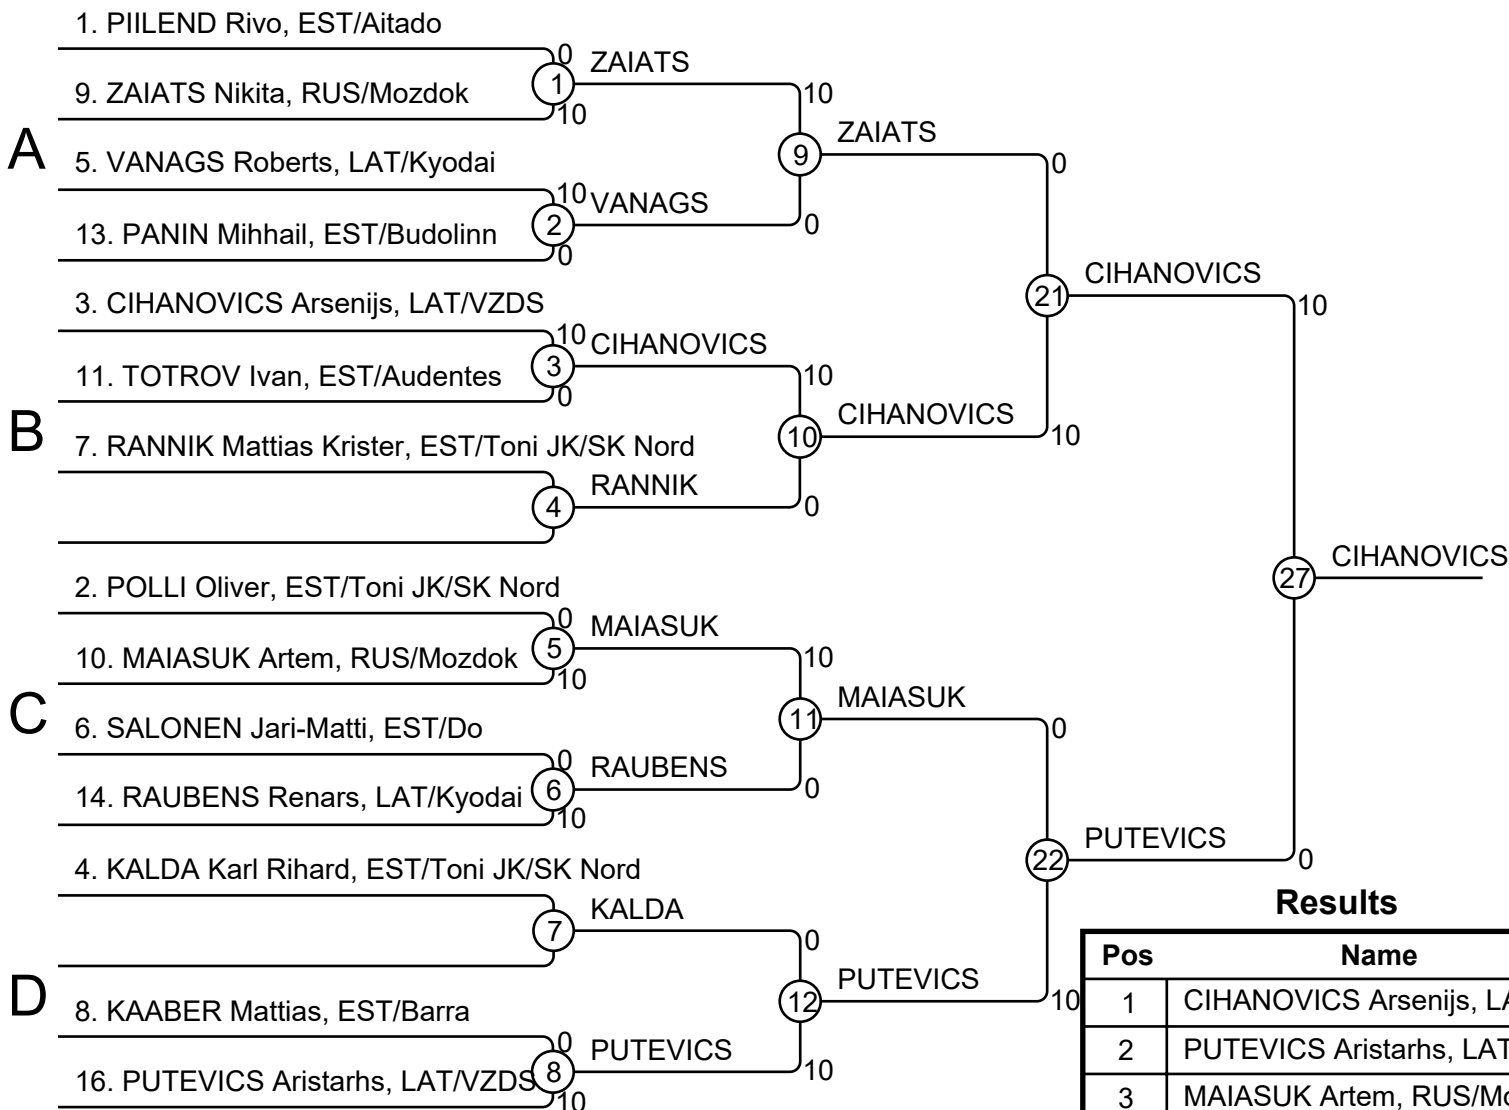 1. PIILEND Rivo, EST/Aitado
0
ZAIATS
1
9. ZAIATS Nikita, RUS/Mozdok
10
10
ZAIATS
A
9
0
5. VANAGS Roberts, LAT/Kyodai
10
VANAGS
2
0
13. PANIN Mihhail, EST/Budolinn
0
CIHANOVICS
21
10
3. CIHANOVICS Arsenijs, LAT/VZDS
10
CIHANOVICS
3
11. TOTROV Ivan, EST/Audentes
10
0
CIHANOVICS
B
10
10
7. RANNIK Mattias Krister, EST/Toni JK/SK Nord
RANNIK
4
0
CIHANOVICS
27
2. POLLI Oliver, EST/Toni JK/SK Nord
0
MAIASUK
5
10. MAIASUK Artem, RUS/Mozdok
10
10
MAIASUK
C
11
0
6. SALONEN Jari-Matti, EST/Do
0
RAUBENS
6
0
14. RAUBENS Renars, LAT/Kyodai
10
PUTEVICS
22
0
4. KALDA Karl Rihard, EST/Toni JK/SK Nord
KALDA
7
0
PUTEVICS
D
12
10
8. KAABER Mattias, EST/Barra
0
PUTEVICS
8
10
16. PUTEVICS Aristarhs, LAT/VZDS
10
Results
Pos Name
1 CIHANOVICS Arsenijs,
2 PUTEVICS Aristarhs, LAT
3 MAIASUK Artem,